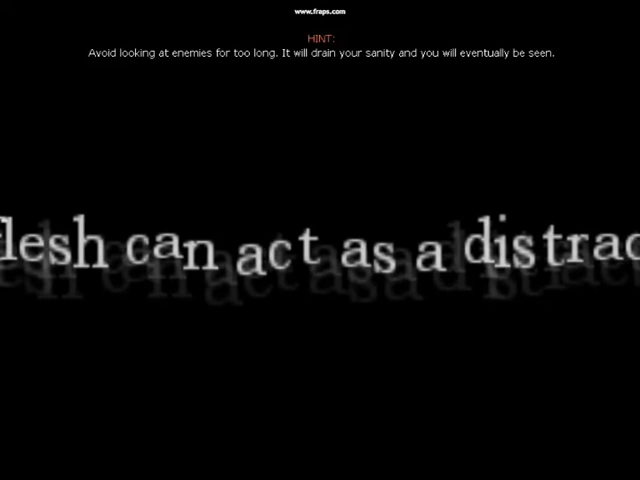 www.fraps.com
HINT:
Avoid looking at enemies for too long. It will drain your sanity and you will eventually be seen.
flesh can act as a distrac